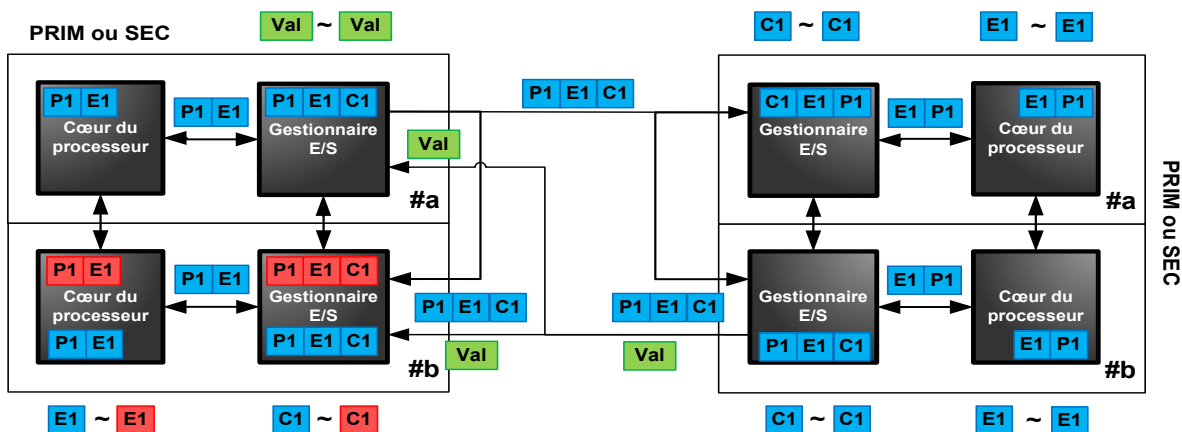 Val ~ Val
C1 ~ C1
E1 ~ E1
PRIM ou SEC
P1 E1
Cœur du
processeur
P1 E1
P1 E1 C1
Gestionnaire
E/S
#a
Val
P1 E1 C1
C1 E1 P1
Gestionnaire
E/S
E1 P1
E1 P1
Cœur du
processeur
#a
PRIM ou SEC
P1 E1
Cœur du
processeur
P1 E1
P1 E1
P1 E1 C1
Gestionnaire
E/S
P1 E1 C1
#b
P1 E1 C1
Val
P1 E1 C1
Val
Gestionnaire
E/S
P1 E1 C1
E1 P1
Cœur du
processeur
E1 P1
#b
E1 ~ E1
C1 ~ C1
C1 ~ C1
E1 ~ E1